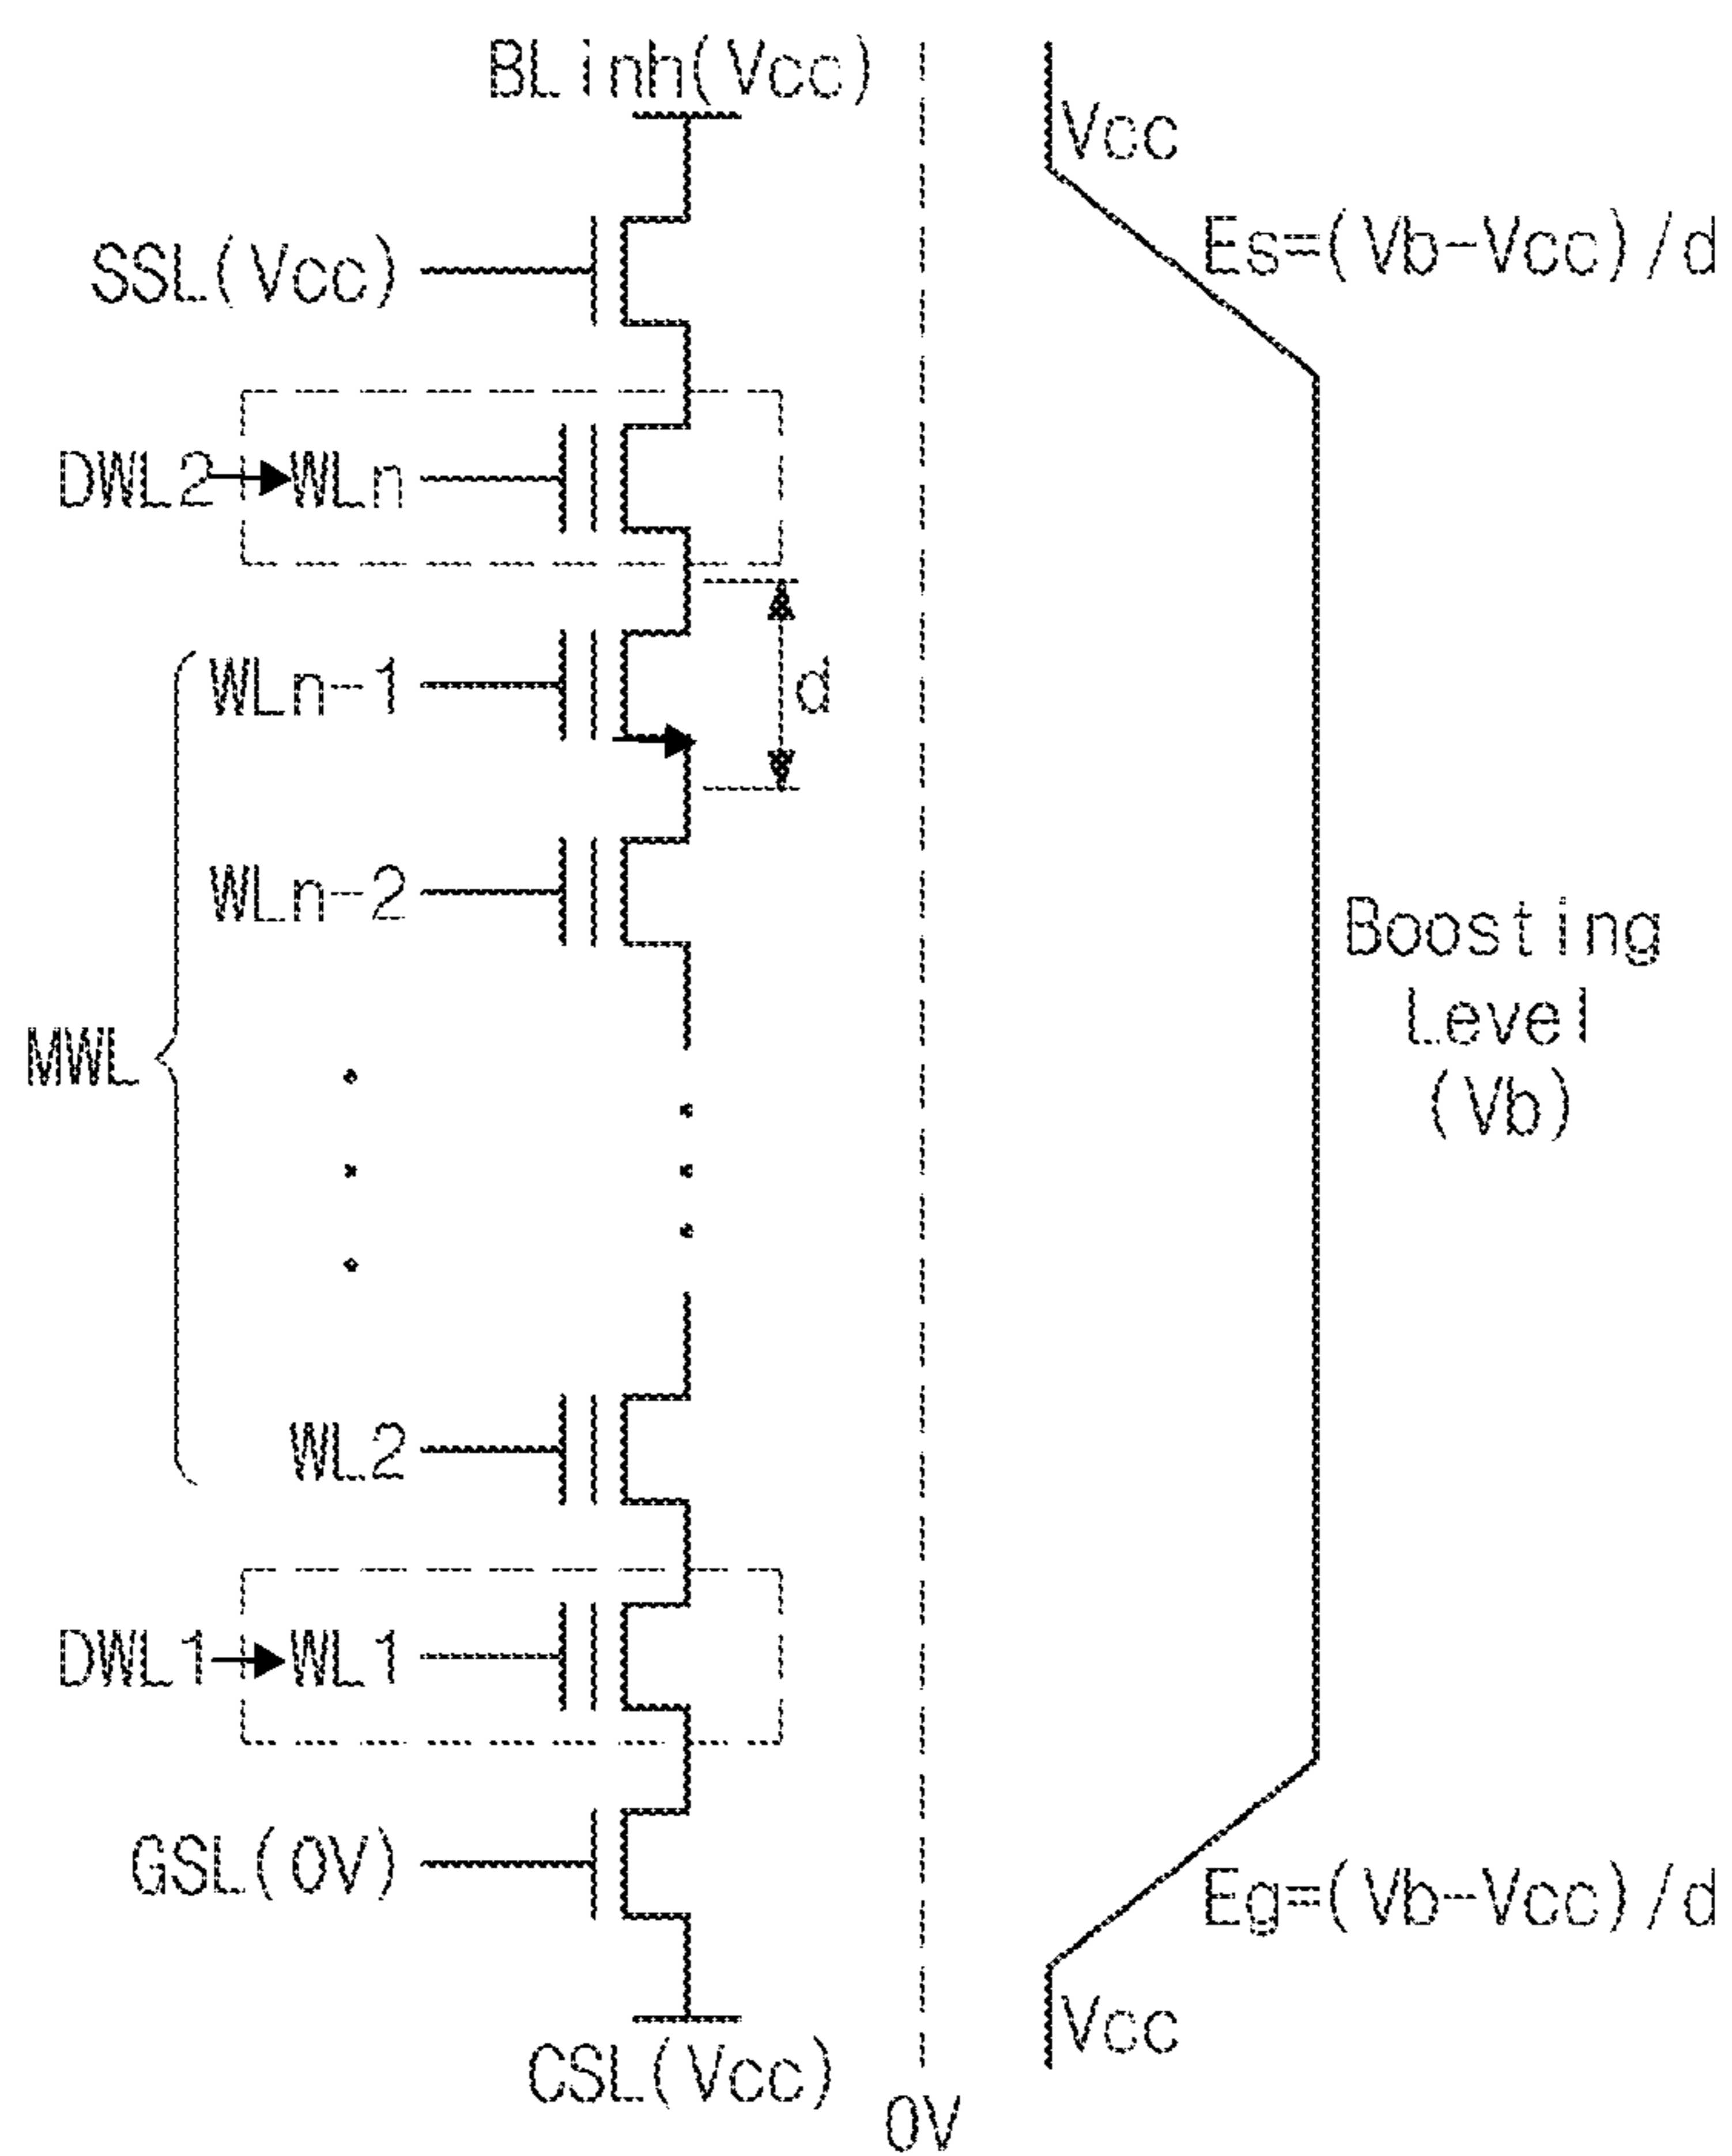 BLinh(Vcc)
Vcc
SSL(Vcc)
Es=(Vb-Vcc)/d
DWL2
WLn
WLn-1
d
WLn-2
Boosting
Level
(Vb)
MWL
WL2
DWL1
WL1
GSL(0V)
Eg=(Vb-Vcc)/d
Vcc
CSL(Vcc)
0V